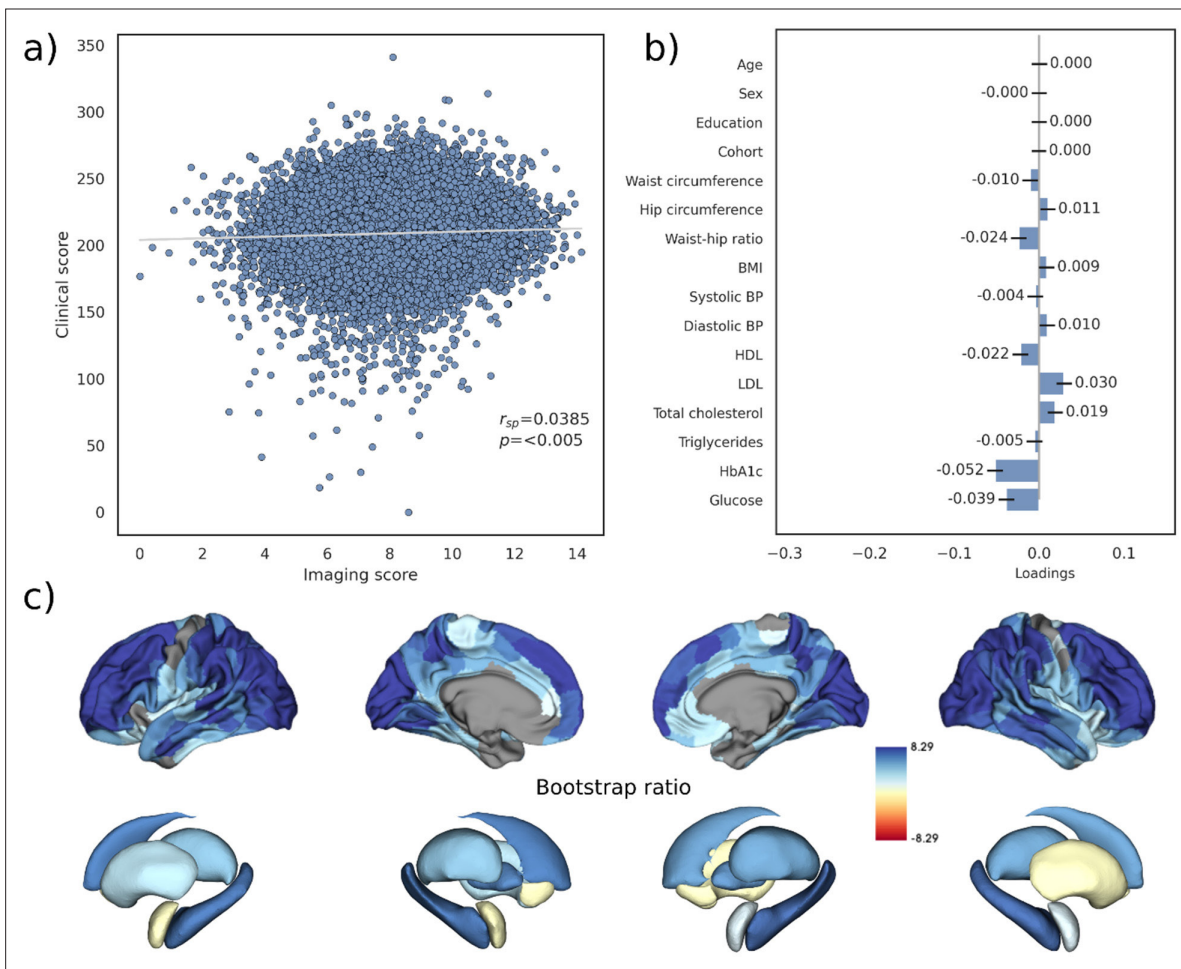 a)
350
300
250
200
150
100
50
0
Clinical score
r_sp=0.0385
p=<0.005
0 2 4 6 8 10 12 14
Imaging score
b)
Age 0.000
Sex -0.000
Education 0.000
Cohort 0.000
Waist circumference -0.010
Hip circumference 0.011
Waist-hip ratio -0.024
BMI 0.009
Systolic BP -0.004
Diastolic BP 0.010
HDL -0.022
LDL 0.030
Total cholesterol 0.019
Triglycerides -0.005
HbA1c -0.052
Glucose -0.039
−0.3 −0.2 −0.1 0.0 0.1
Loadings
c)
Bootstrap ratio
8.29
-8.29